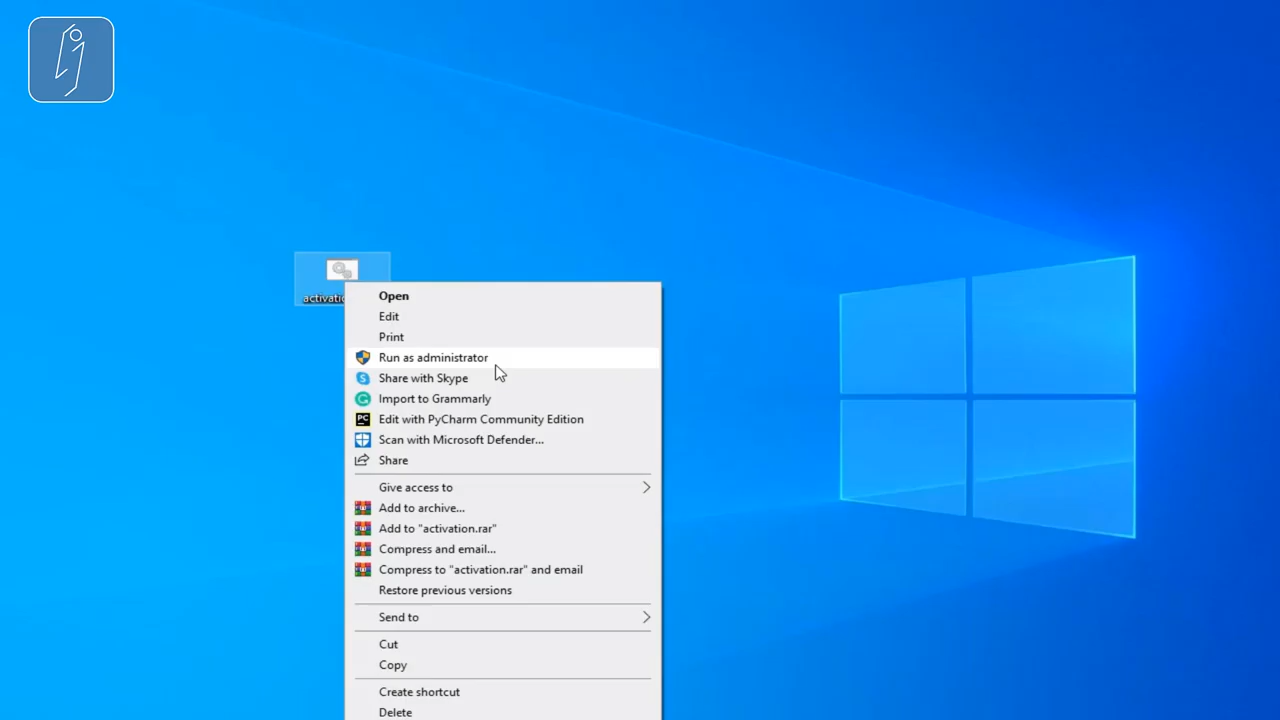 activatio
Open
Edit
Print
Run as administrator
Share with Skype
Import to Grammarly
Edit with PyCharm Community Edition
Scan with Microsoft Defender...
Share
Give access to
Add to archive...
Add to "activation.rar"
Compress and email...
Compress to "activation.rar" and email
Restore previous versions
Send to
Cut
Copy
Create shortcut
Delete